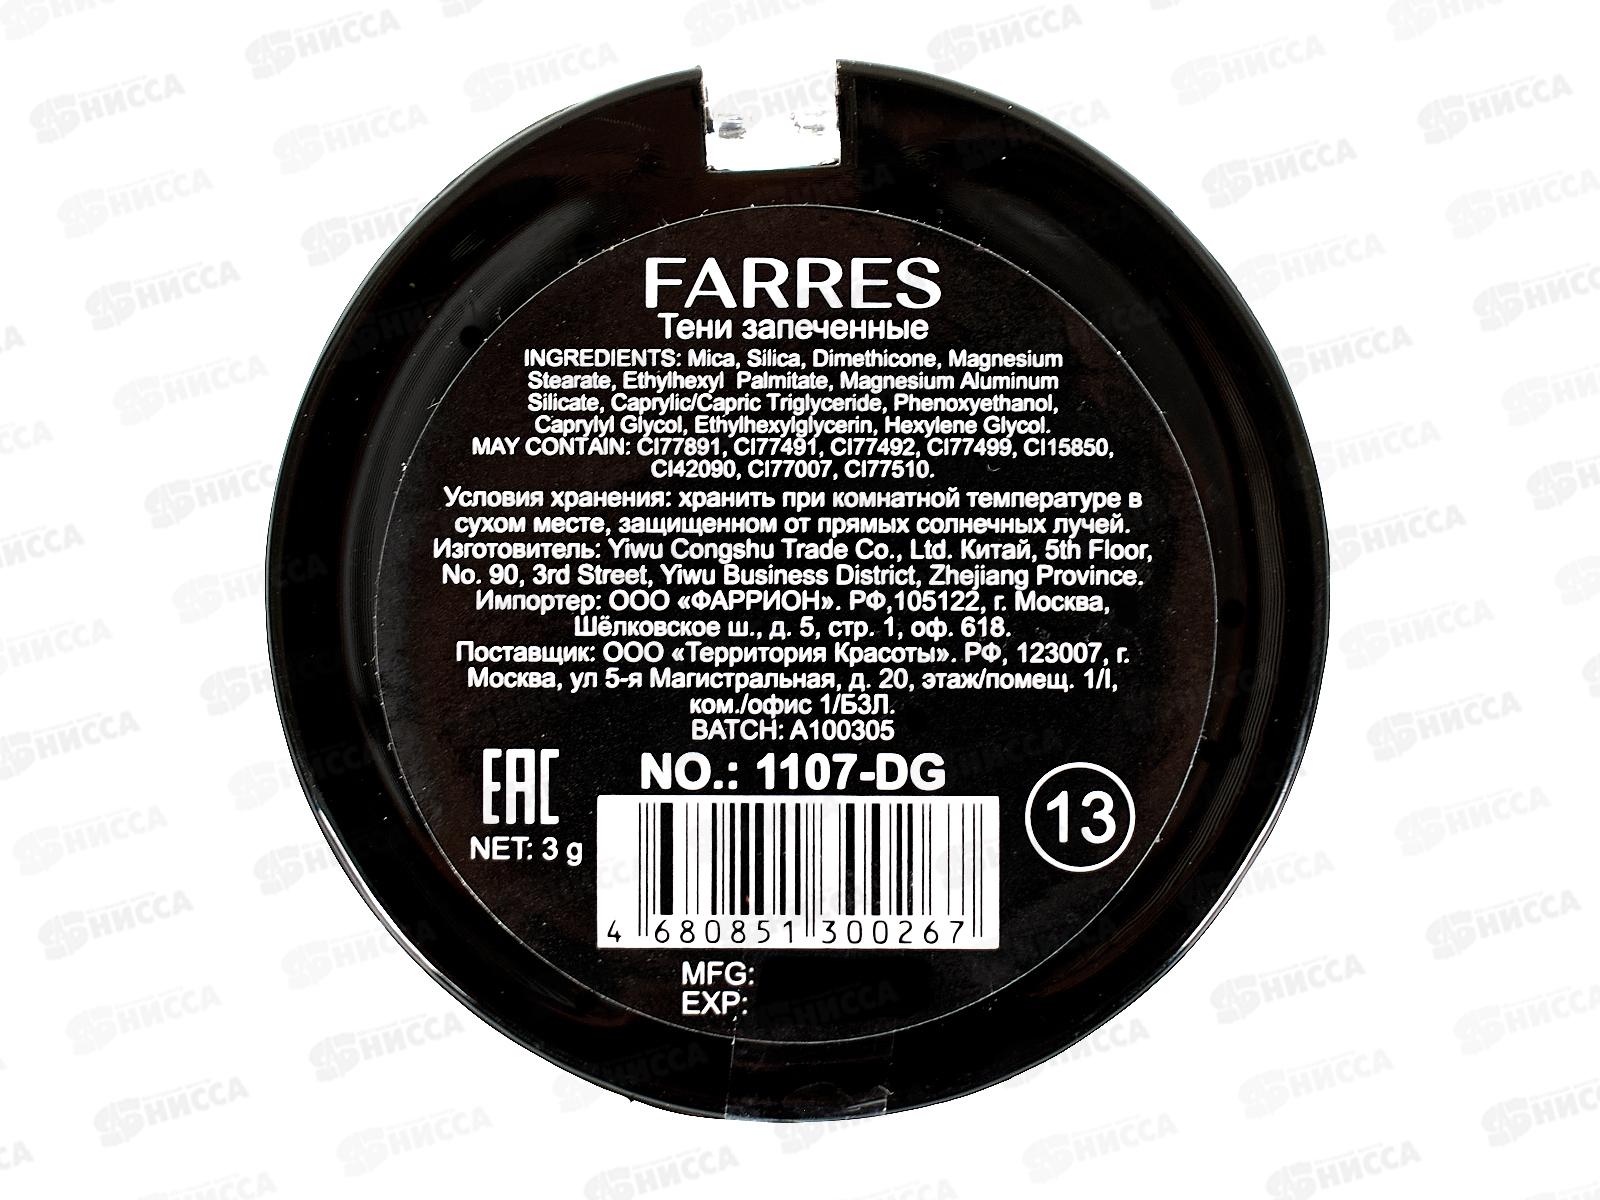 FARRES
Тени запеченные
INGREDIENTS: Mica, Silica, Dimethicone, Magnesium
Stearate, Ethylhexyl Palmitate, Magnesium Aluminum
Silicate, Caprylic/Capric Triglyceride, Phenoxyethanol,
Caprylyl Glycol, Ethylhexylglycerin, Hexylene Glycol.
MAY CONTAIN: CI77891, CI77491, CI77492, CI77499, CI15850,
CI42090, CI77007, CI77510.
Условия хранения: хранить при комнатной температуре в
сухом месте, защищенном от прямых солнечных лучей.
Изготовитель: Yiwu Congshu Trade Co., Ltd. Китай, 5th Floor,
No. 90, 3rd Street, Yiwu Business District, Zhejiang Province.
Импортер: ООО «ФАРРИОН». РФ,105122, г. Москва,
Шёлковское ш., д. 5, стр. 1, оф. 618.
Поставщик: ООО «Территория Красоты». РФ, 123007, г.
Москва, ул 5-я Магистральная, д. 20, этаж/помещ. 1/I,
ком./офис 1/Б3Л.
BATCH: A100305
EAC
NO.: 1107-DG
13
NET: 3 g
4 680851 300267
MFG:
EXP:
НИССА